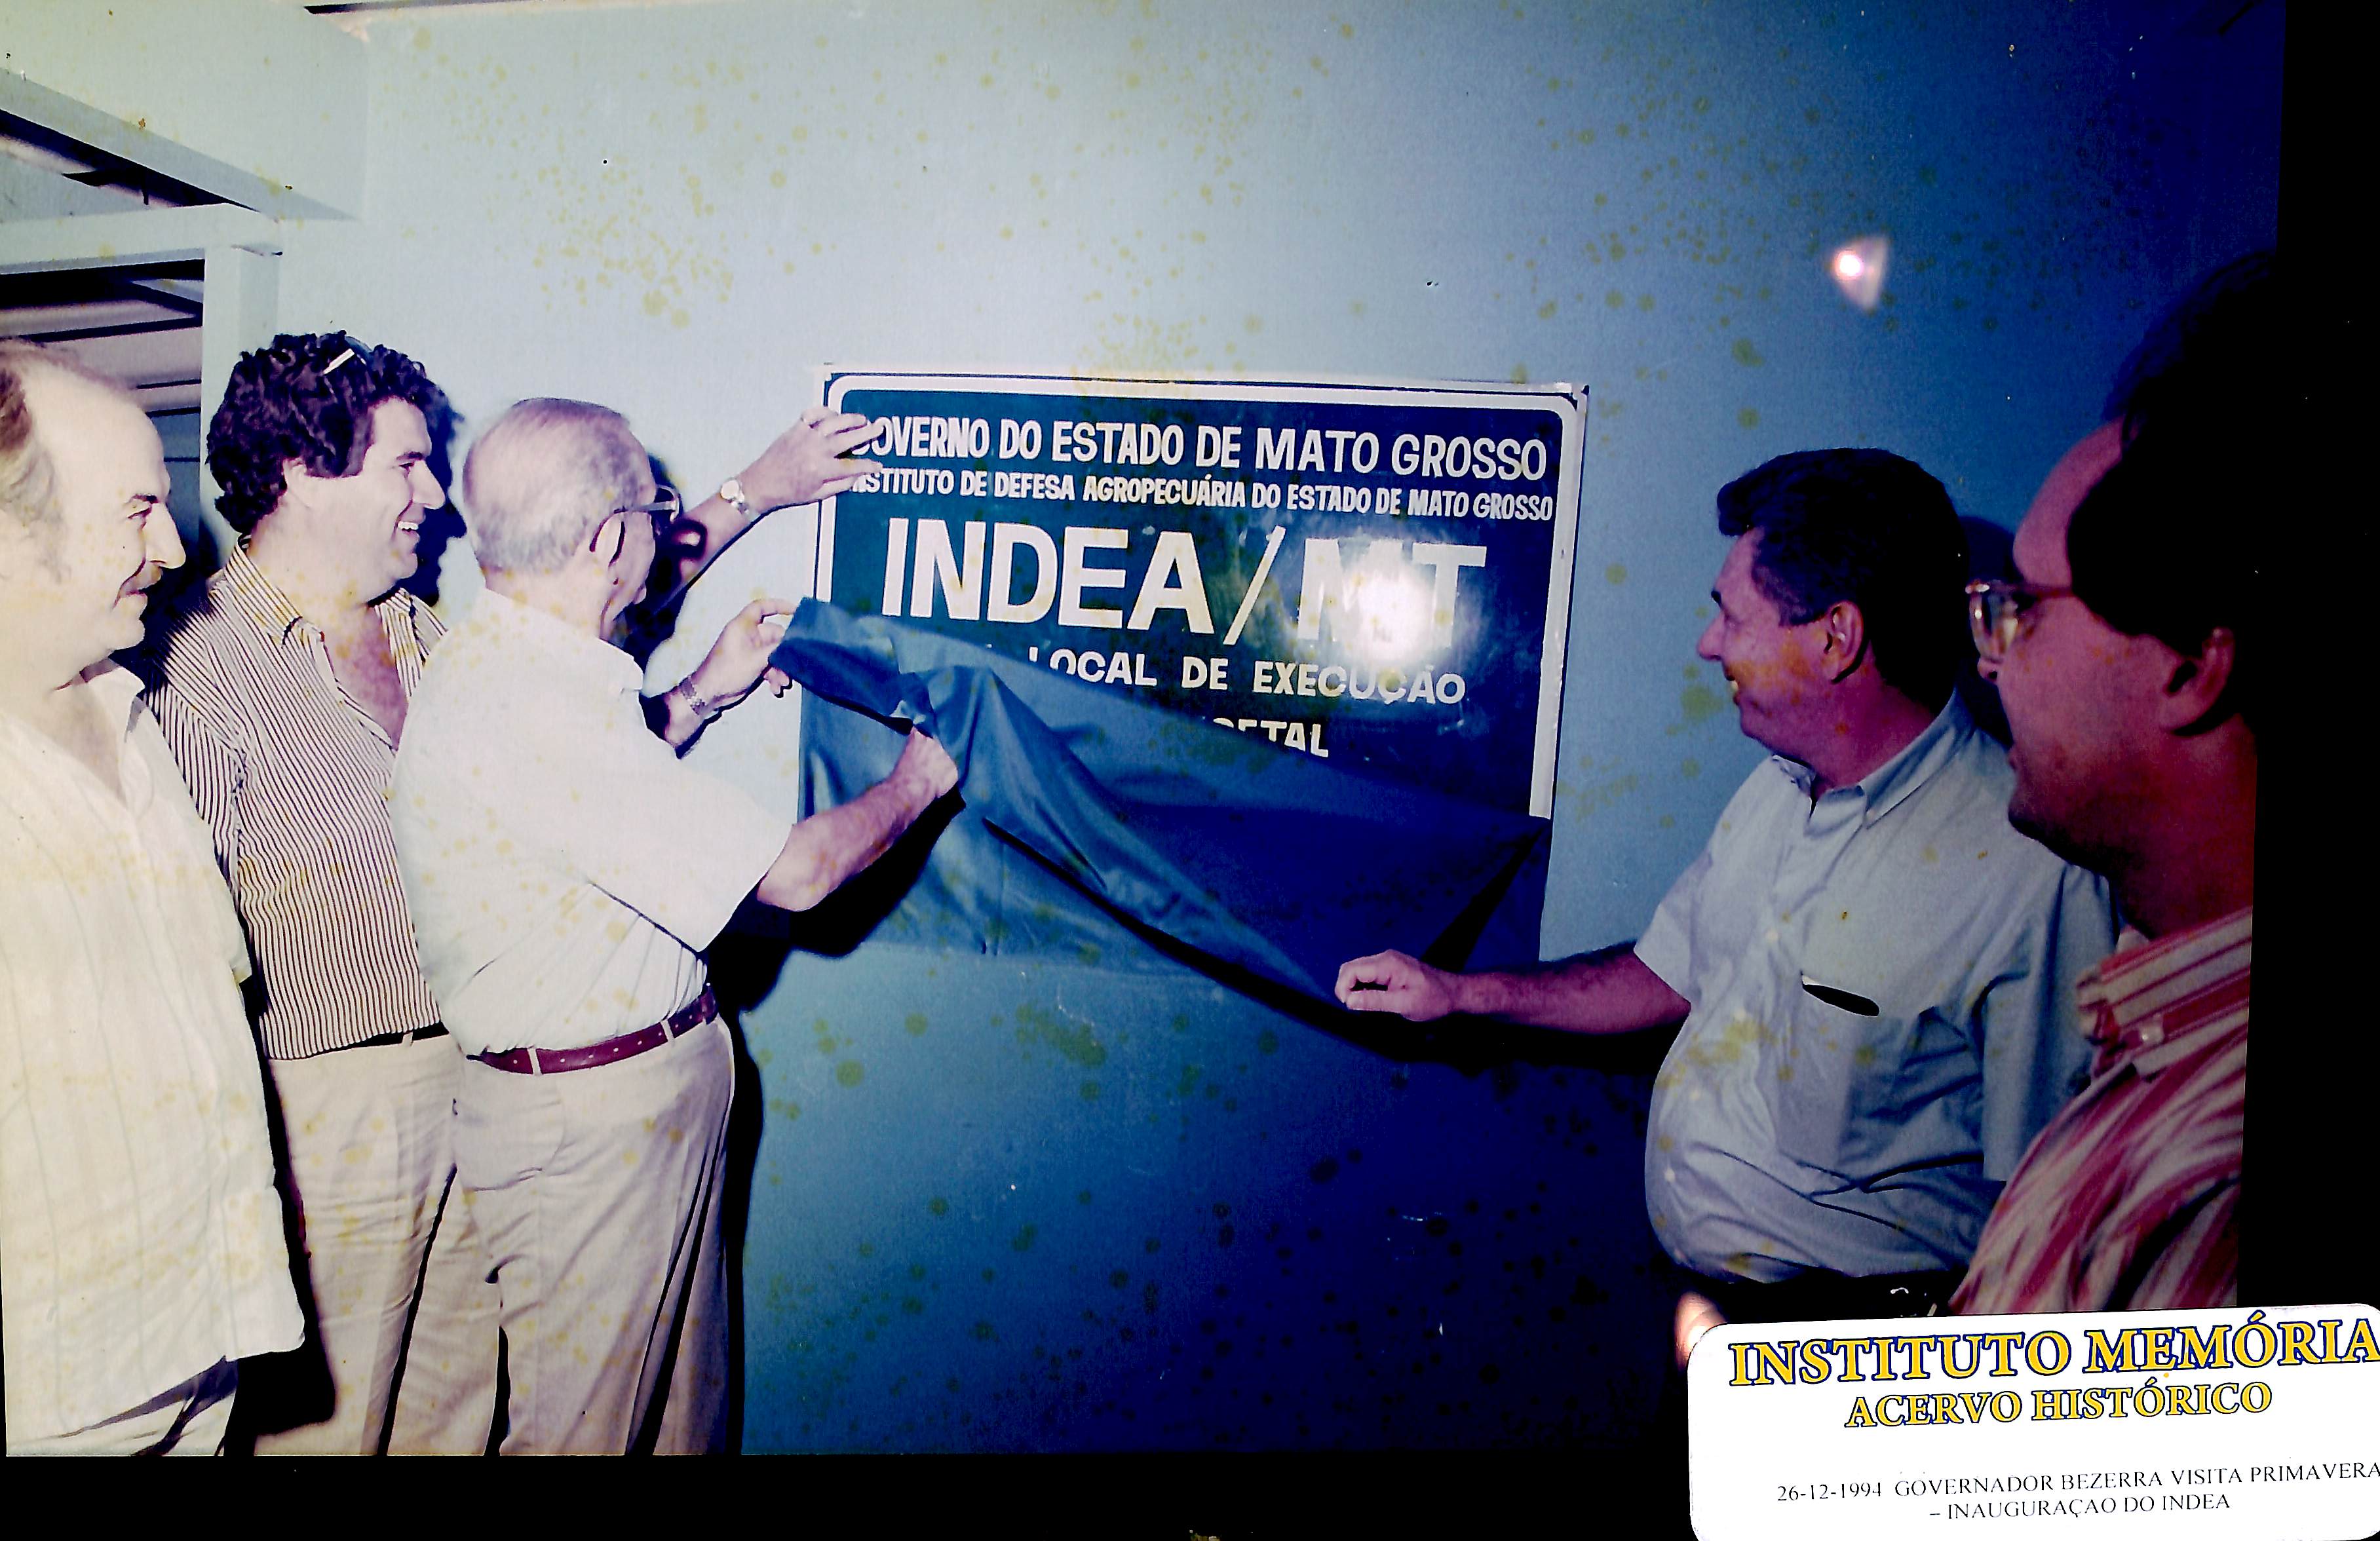 GOVERNO DO ESTADO DE MATO GROSSO
INSTITUTO DE DEFESA AGROPECUÁRIA DO ESTADO DE MATO GROSSO
INDEA/MT
LOCAL DE EXECUÇÃO
INSTITUTO MEMÓRIA
ACERVO HISTÓRICO
26-12-1994 GOVERNADOR BEZERRA VISITA PRIMAVERA
– INAUGURAÇAO DO INDEA